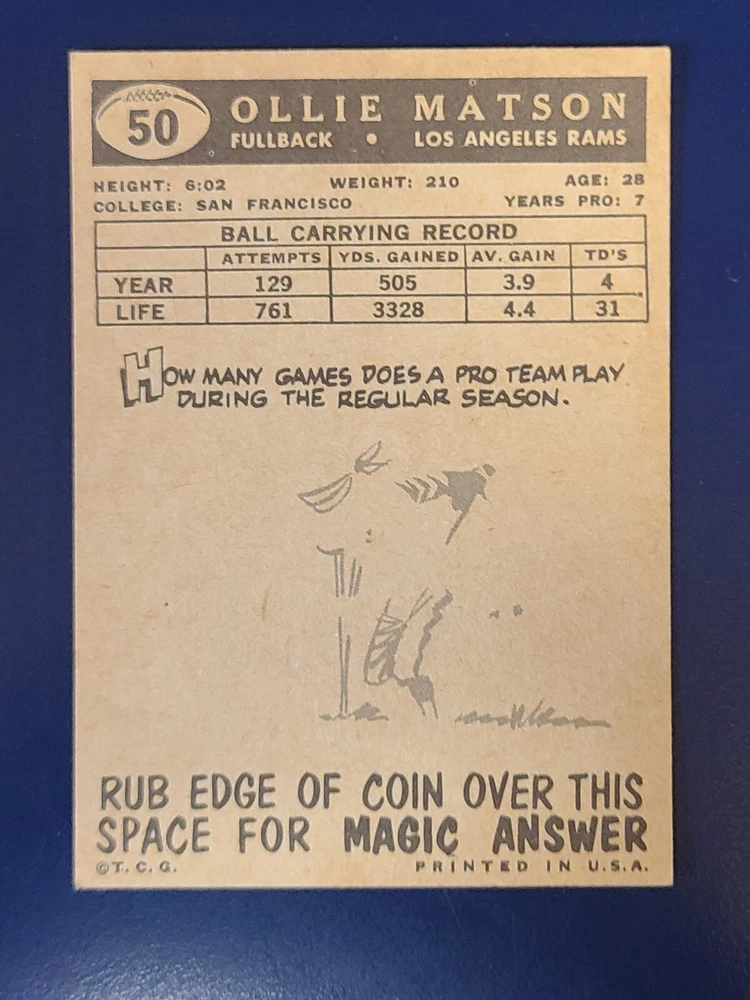 50 OLLIE MATSON
FULLBACK • LOS ANGELES RAMS
HEIGHT: 6:02 WEIGHT: 210 AGE: 28
COLLEGE: SAN FRANCISCO YEARS PRO: 7
BALL CARRYING RECORD
ATTEMPTS YDS. GAINED AV. GAIN TD'S
YEAR 129 505 3.9 4
LIFE 761 3328 4.4 31
HOW MANY GAMES DOES A PRO TEAM PLAY
DURING THE REGULAR SEASON.
RUB EDGE OF COIN OVER THIS
SPACE FOR MAGIC ANSWER
©T. C. G. PRINTED IN U.S.A.